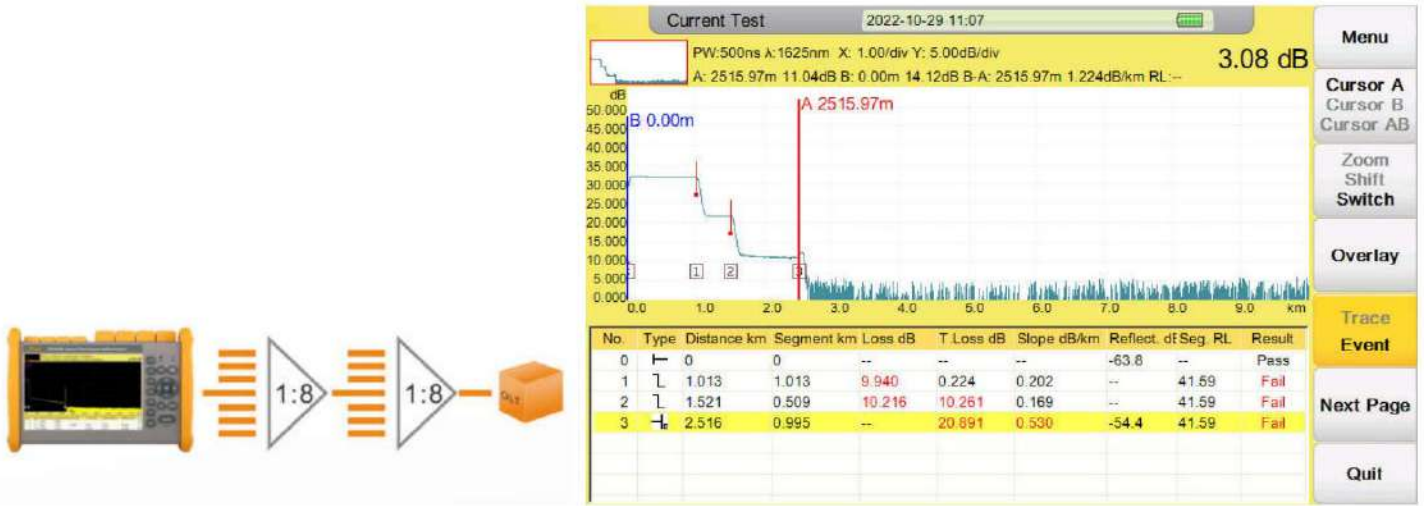 1:8
1:8
OLT
Current Test
2022-10-29 11:07
PW:500ns λ:1625nm X: 1.00/div Y: 5.00dB/div
3.08 dB
A: 2515.97m 11.04dB B: 0.00m 14.12dB B-A: 2515.97m 1.224dB/km RL:--
dB
50.000
45.000
40.000
35.000
30.000
25.000
20.000
15.000
10.000
5.000
0.000
B 0.00m
A 2515.97m
1
2
3
0.0 1.0 2.0 3.0 4.0 5.0 6.0 7.0 8.0 9.0 km
No. Type Distance km Segment km Loss dB T.Loss dB Slope dB/km Reflect. dE Seg. RL Result
0 0 0 -- -- -- -63.8 -- Pass
1 1.013 1.013 9.940 0.224 0.202 -- 41.59 Fail
2 1.521 0.509 10.216 10.261 0.169 -- 41.59 Fail
3 2.516 0.995 -- 20.891 0.530 -54.4 41.59 Fail
Menu
Cursor A
Cursor B
Cursor AB
Zoom
Shift
Switch
Overlay
Trace
Event
Next Page
Quit